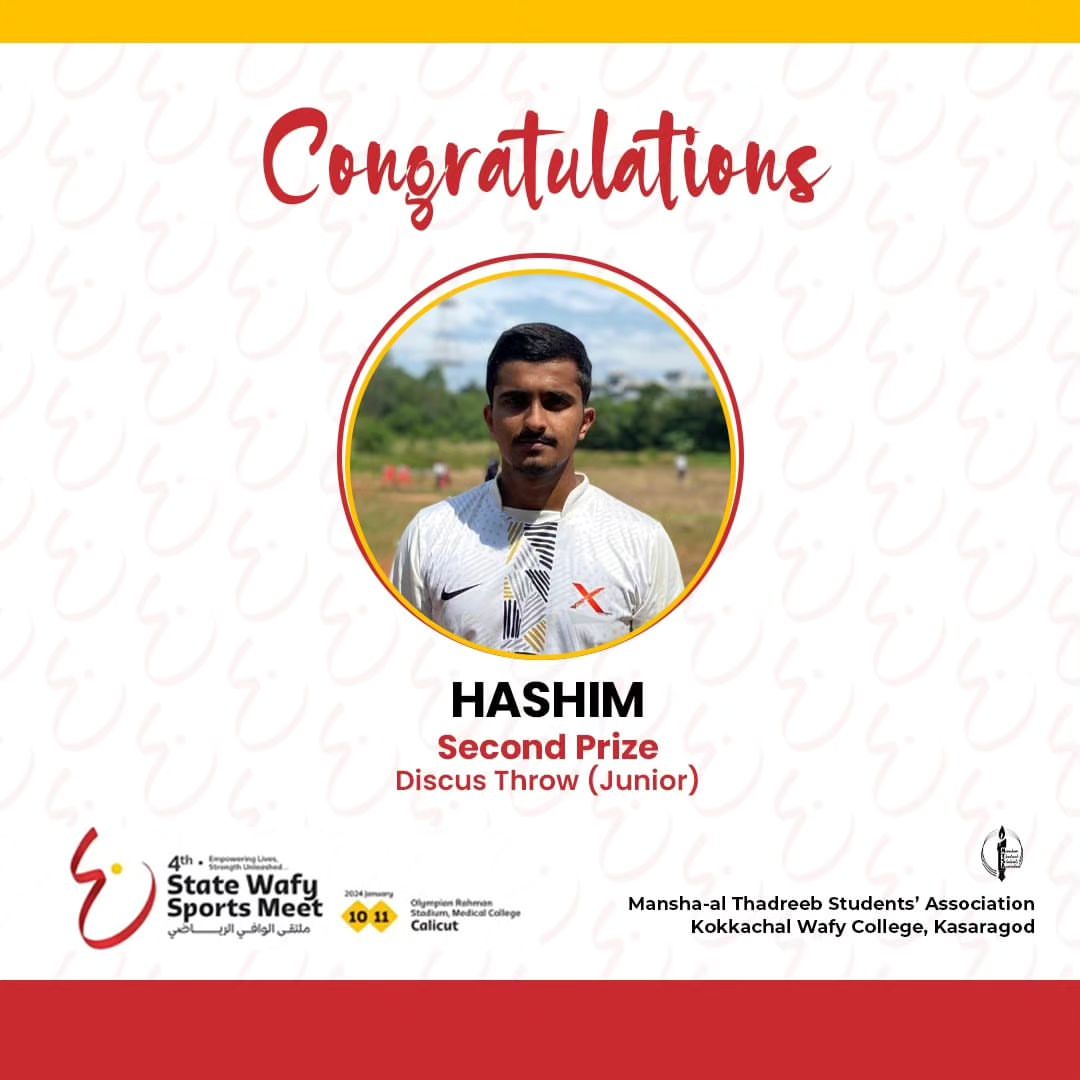 Congratulations
HASHIM
Second Prize
Discus Throw (Junior)
4th • Empowering Lives,
Strength Unleashed...
State Wafy
Sports Meet
ملتقى الوافي الرياضي
2024 January
10 11
Olympian Rahman
Stadium, Medical College
Calicut
Mansha-al Thadreeb Students’ Association
Kokkachal Wafy College, Kasaragod